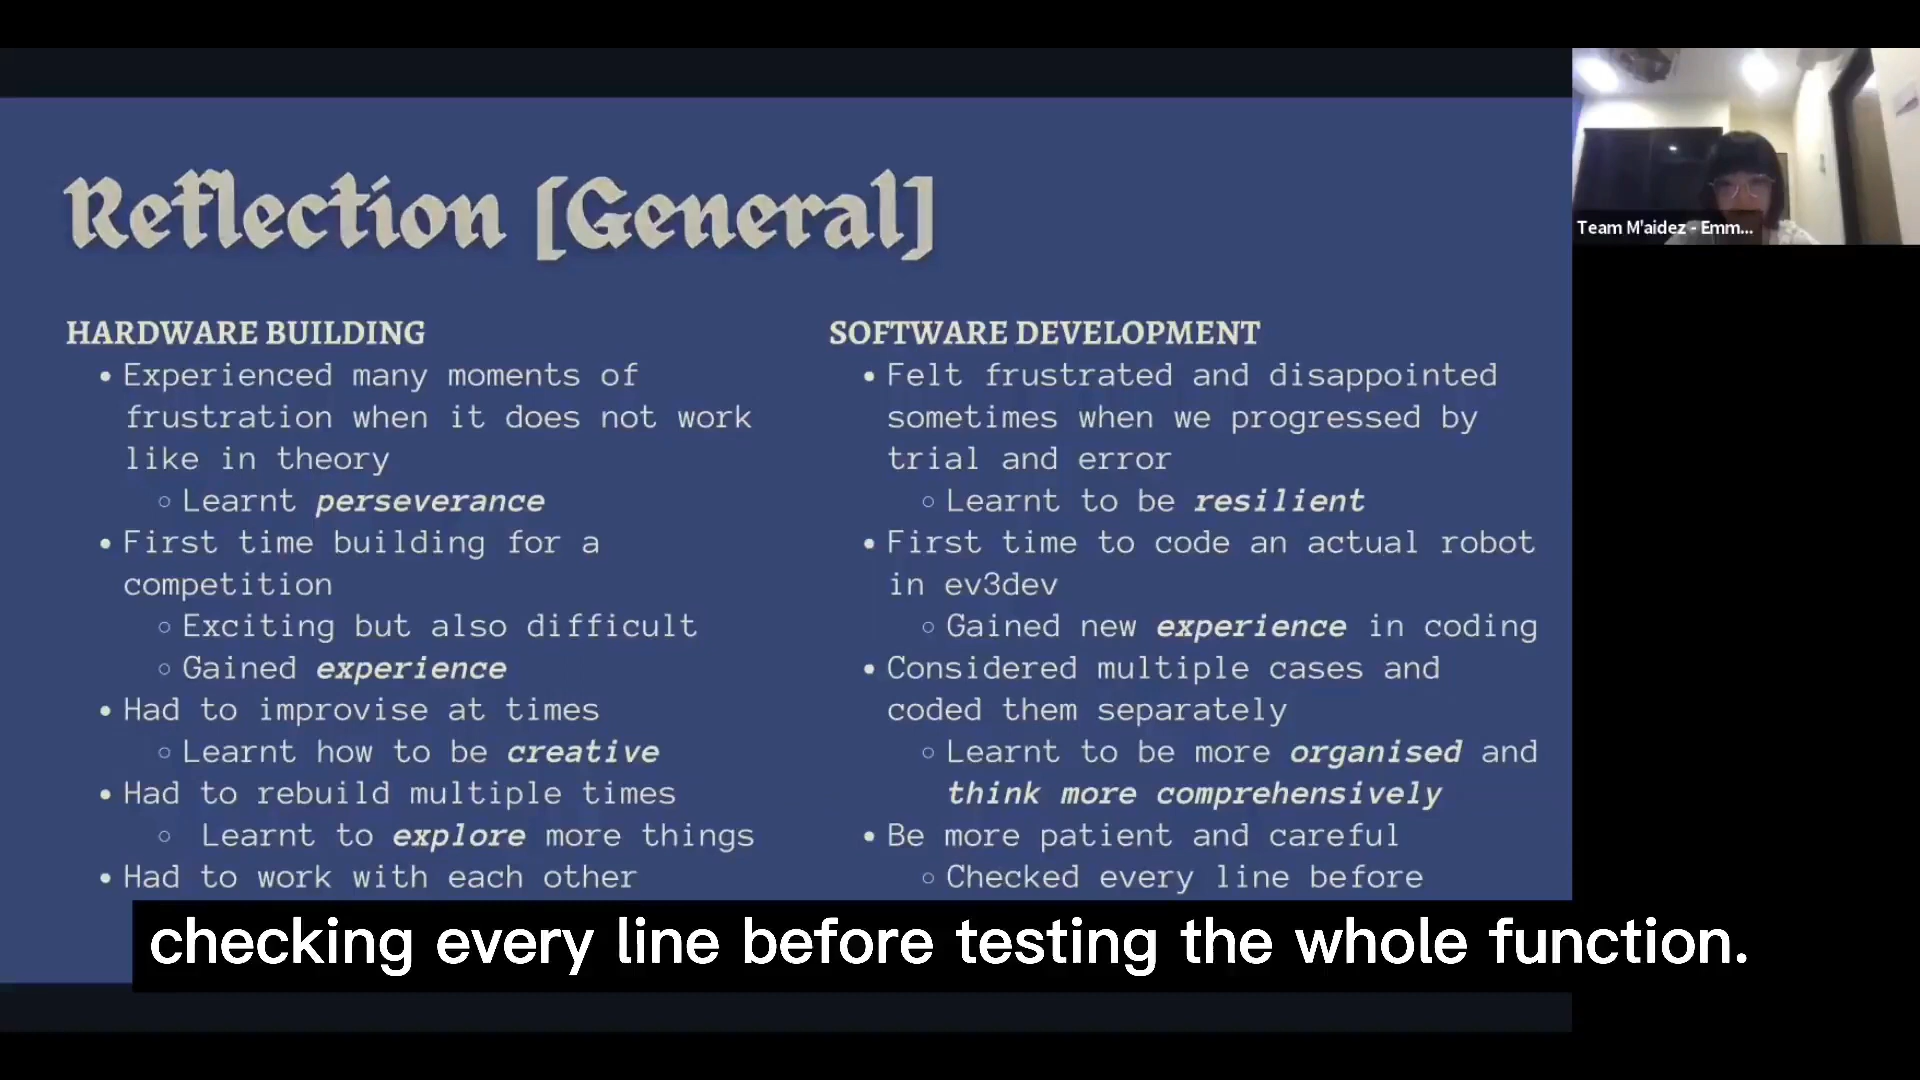 Reflection [General]
HARDWARE BUILDING
• Experienced many moments of
frustration when it does not work
like in theory
◦ Learnt perseverance
• First time building for a
competition
◦ Exciting but also difficult
◦ Gained experience
• Had to improvise at times
◦ Learnt how to be creative
• Had to rebuild multiple times
◦ Learnt to explore more things
• Had to work with each other
SOFTWARE DEVELOPMENT
• Felt frustrated and disappointed
sometimes when we progressed by
trial and error
◦ Learnt to be resilient
• First time to code an actual robot
in ev3dev
◦ Gained new experience in coding
• Considered multiple cases and
coded them separately
◦ Learnt to be more organised and
think more comprehensively
• Be more patient and careful
◦ Checked every line before
Team M'aidez - Emm...
checking every line before testing the whole function.